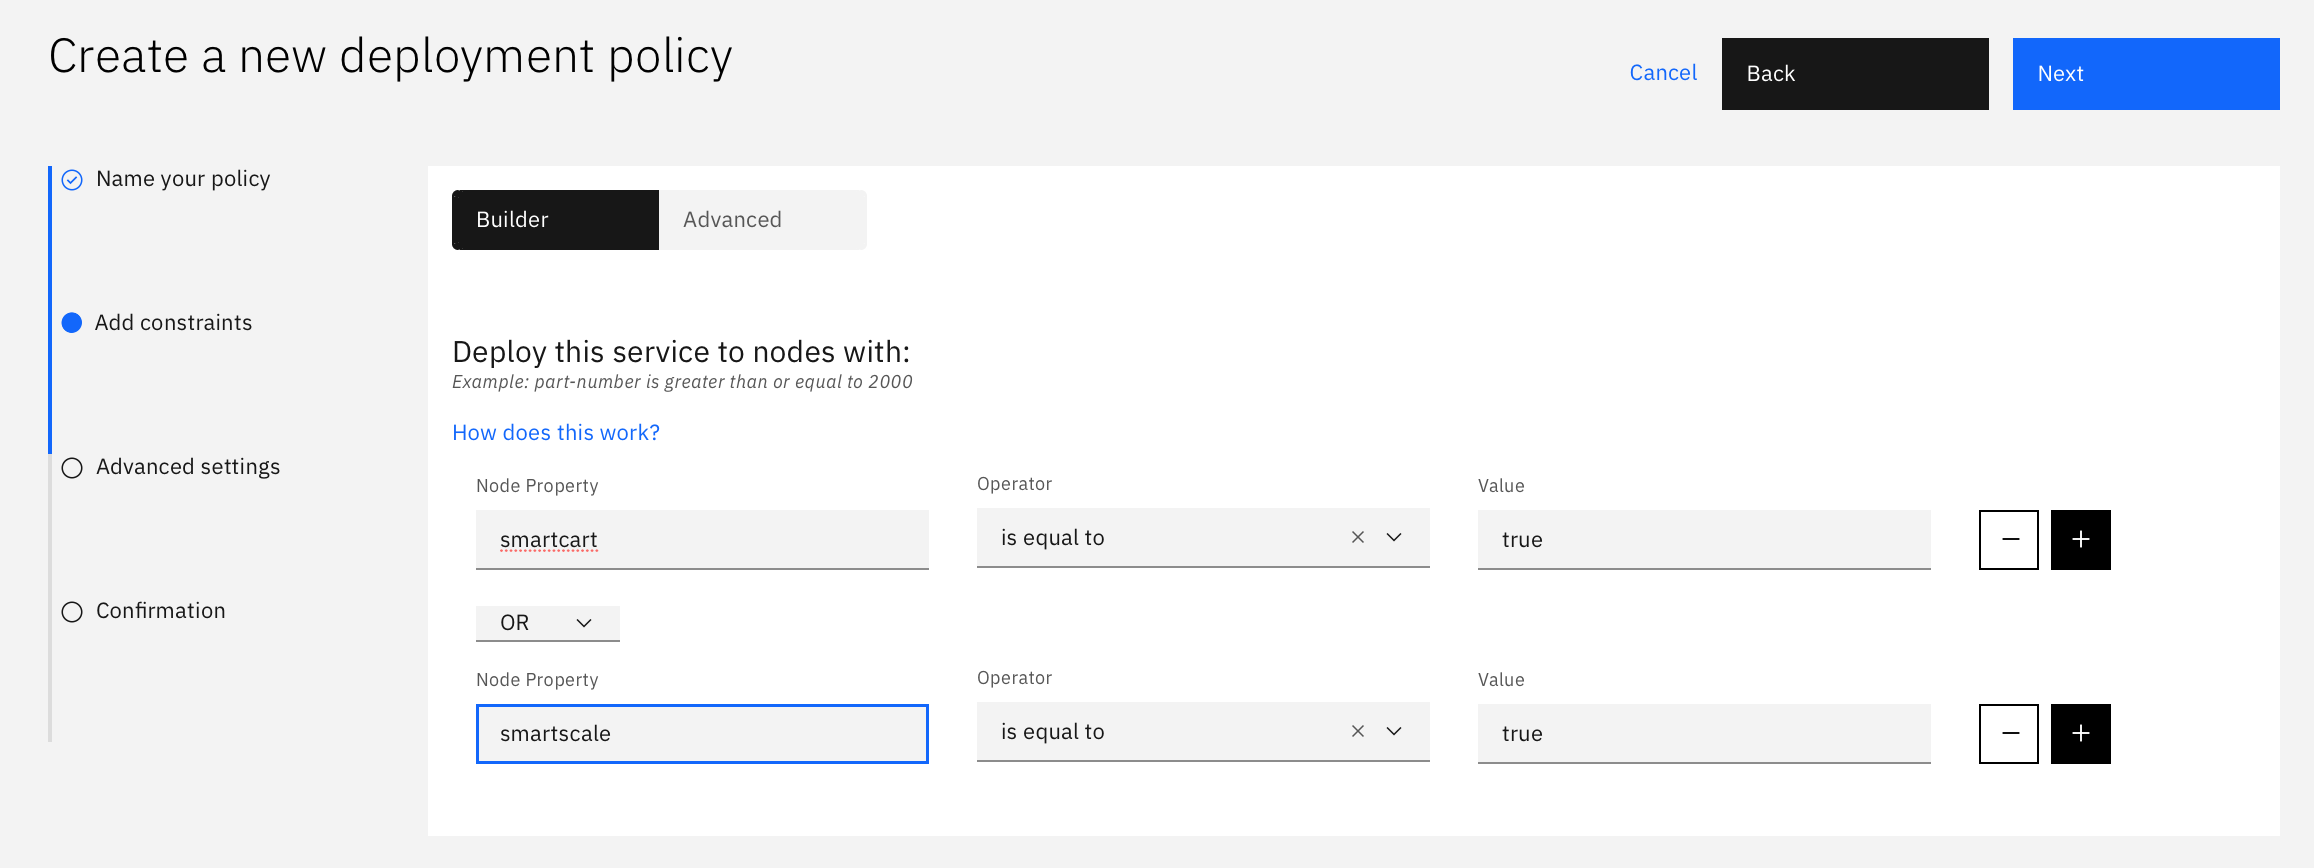 Create a new deployment policy
Cancel
Back
Next
Name your policy
Add constraints
Advanced settings
Confirmation
Builder
Advanced
Deploy this service to nodes with:
Example: part-number is greater than or equal to 2000
How does this work?
Node Property
Operator
Value
smartcart
is equal to
true
OR
Node Property
Operator
Value
smartscale
is equal to
true